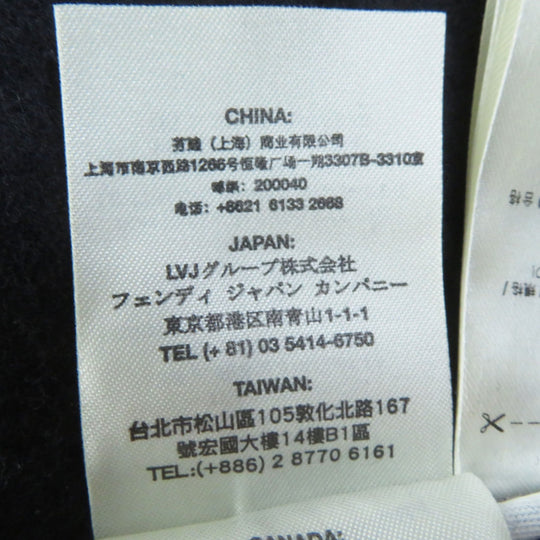 CHINA:
芬迪（上海）商业有限公司
上海市南京西路1266号恒隆广场一期3307B-3310室
邮编：200040
电话：+8621 6133 2668
JAPAN:
LVJグループ株式会社
フェンディ ジャパン カンパニー
東京都港区南青山1-1-1
TEL (+ 81) 03 5414-6750
TAIWAN:
台北市松山區105敦化北路167
號宏國大樓14樓B1區
TEL:(+886) 2 8770 6161
CANADA:
合格
規格 /